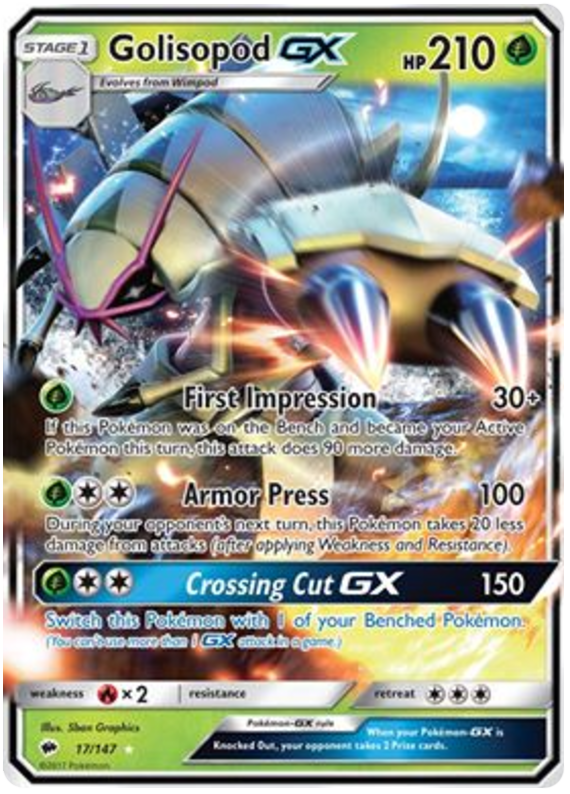 STAGE 1 Golisopod GX HP 210
Evolves from Wimpod
First Impression 30+
If this Pokémon was on the Bench and became your Active
Pokémon this turn, this attack does 90 more damage.
Armor Press 100
During your opponent's next turn, this Pokémon takes 20 less
damage from attacks (after applying Weakness and Resistance).
Crossing Cut GX 150
Switch this Pokémon with 1 of your Benched Pokémon.
(You can't use more than 1 GX attack in a game.)
weakness ×2 resistance retreat
Illus. 5ban Graphics
Pokémon-GX rule
When your Pokémon-GX is
Knocked Out, your opponent takes 2 Prize cards.
17/147
©2017 Pokémon